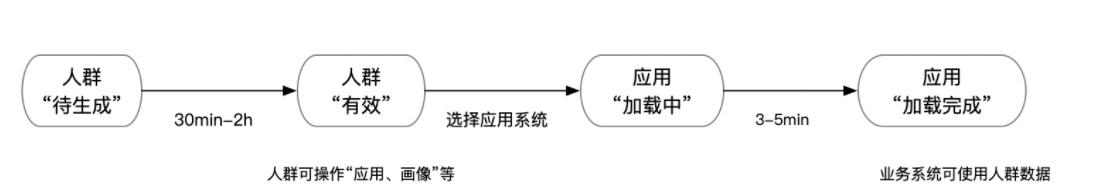 人群
“待生成”
30min-2h
人群
“有效”
选择应用系统
应用
“加载中”
3-5min
应用
“加载完成”
人群可操作“应用、画像”等
业务系统可使用人群数据